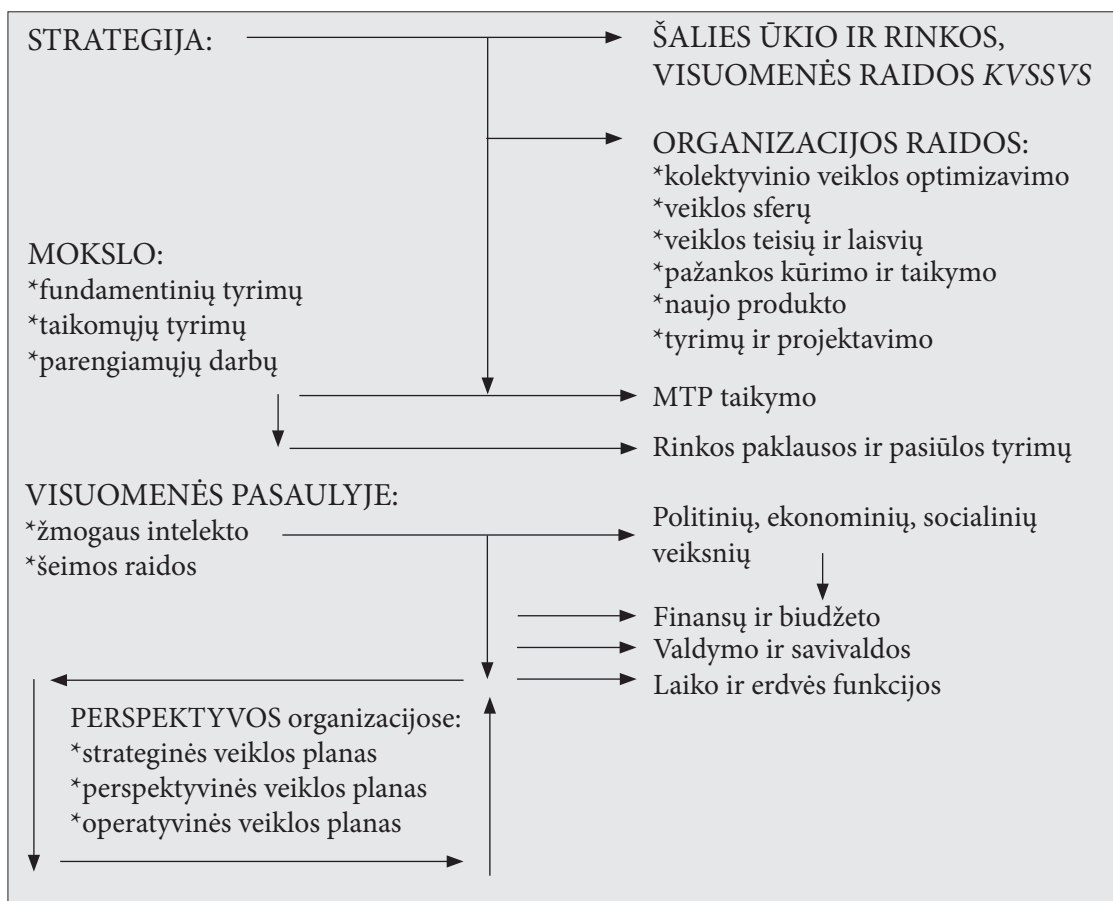 STRATEGIJA:
ŠALIES ŪKIO IR RINKOS,
VISUOMENĖS RAIDOS KVSSVS
ORGANIZACIJOS RAIDOS:
*kolektyvinio veiklos optimizavimo
*veiklos sferų
*veiklos teisių ir laisvių
*pažankos kūrimo ir taikymo
*naujo produkto
*tyrimų ir projektavimo
MOKSLO:
*fundamentinių tyrimų
*taikomųjų tyrimų
*parengiamųjų darbų
MTP taikymo
Rinkos paklausos ir pasiūlos tyrimų
VISUOMENĖS PASAULYJE:
*žmogaus intelekto
*šeimos raidos
Politinių, ekonominių, socialinių
veiksnių
Finansų ir biudžeto
Valdymo ir savivaldos
Laiko ir erdvės funkcijos
PERSPEKTYVOS organizacijose:
*strateginės veiklos planas
*perspektyvinės veiklos planas
*operatyvinės veiklos planas